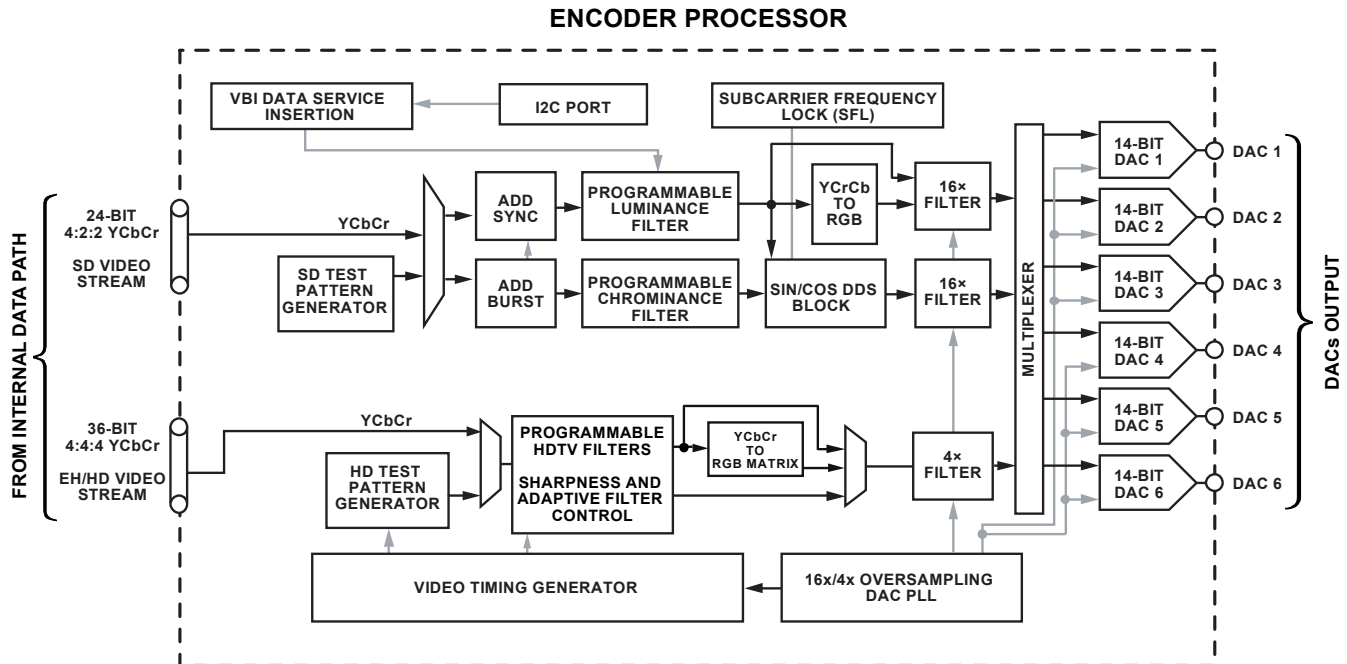 ENCODER PROCESSOR
VBI DATA SERVICE
INSERTION
I2C PORT
SUBCARRIER FREQUENCY
LOCK (SFL)
FROM INTERNAL DATA PATH
24-BIT
4:2:2 YCbCr
SD VIDEO
STREAM
YCbCr
SD TEST
PATTERN
GENERATOR
ADD
SYNC
PROGRAMMABLE
LUMINANCE
FILTER
YCrCb
TO
RGB
16×
FILTER
ADD
BURST
PROGRAMMABLE
CHROMINANCE
FILTER
SIN/COS DDS
BLOCK
16×
FILTER
36-BIT
4:4:4 YCbCr
EH/HD VIDEO
STREAM
YCbCr
HD TEST
PATTERN
GENERATOR
PROGRAMMABLE
HDTV FILTERS
SHARPNESS AND
ADAPTIVE FILTER
CONTROL
YCbCr
TO
RGB MATRIX
4×
FILTER
VIDEO TIMING GENERATOR
16x/4x OVERSAMPLING
DAC PLL
MULTIPLEXER
14-BIT
DAC 1
DAC 1
14-BIT
DAC 2
DAC 2
14-BIT
DAC 3
DAC 3
14-BIT
DAC 4
DAC 4
14-BIT
DAC 5
DAC 5
14-BIT
DAC 6
DAC 6
DACs OUTPUT